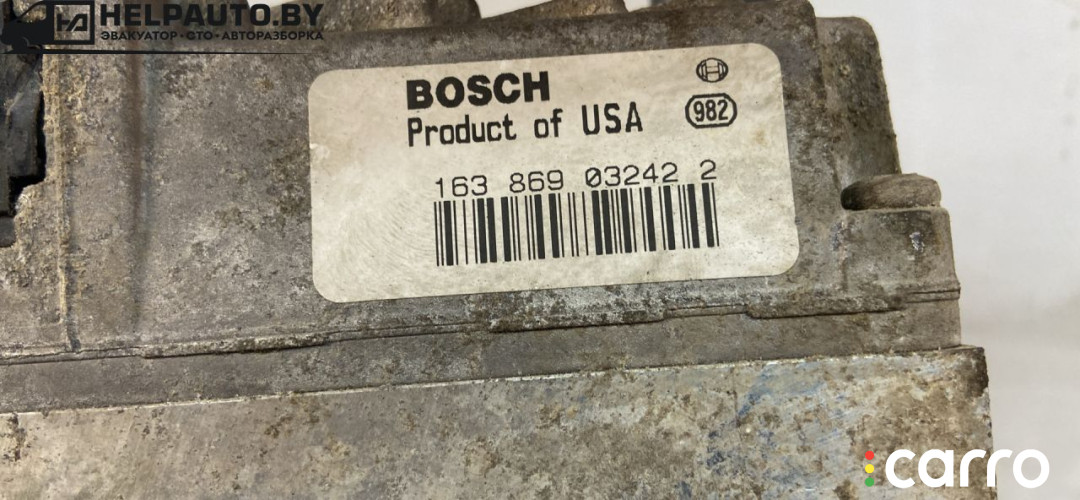 HELPAUTO.BY
ЭВАКУАТОР · СТО · АВТОРАЗБОРКА
BOSCH
Product of USA
982
163 869 03242 2
carro